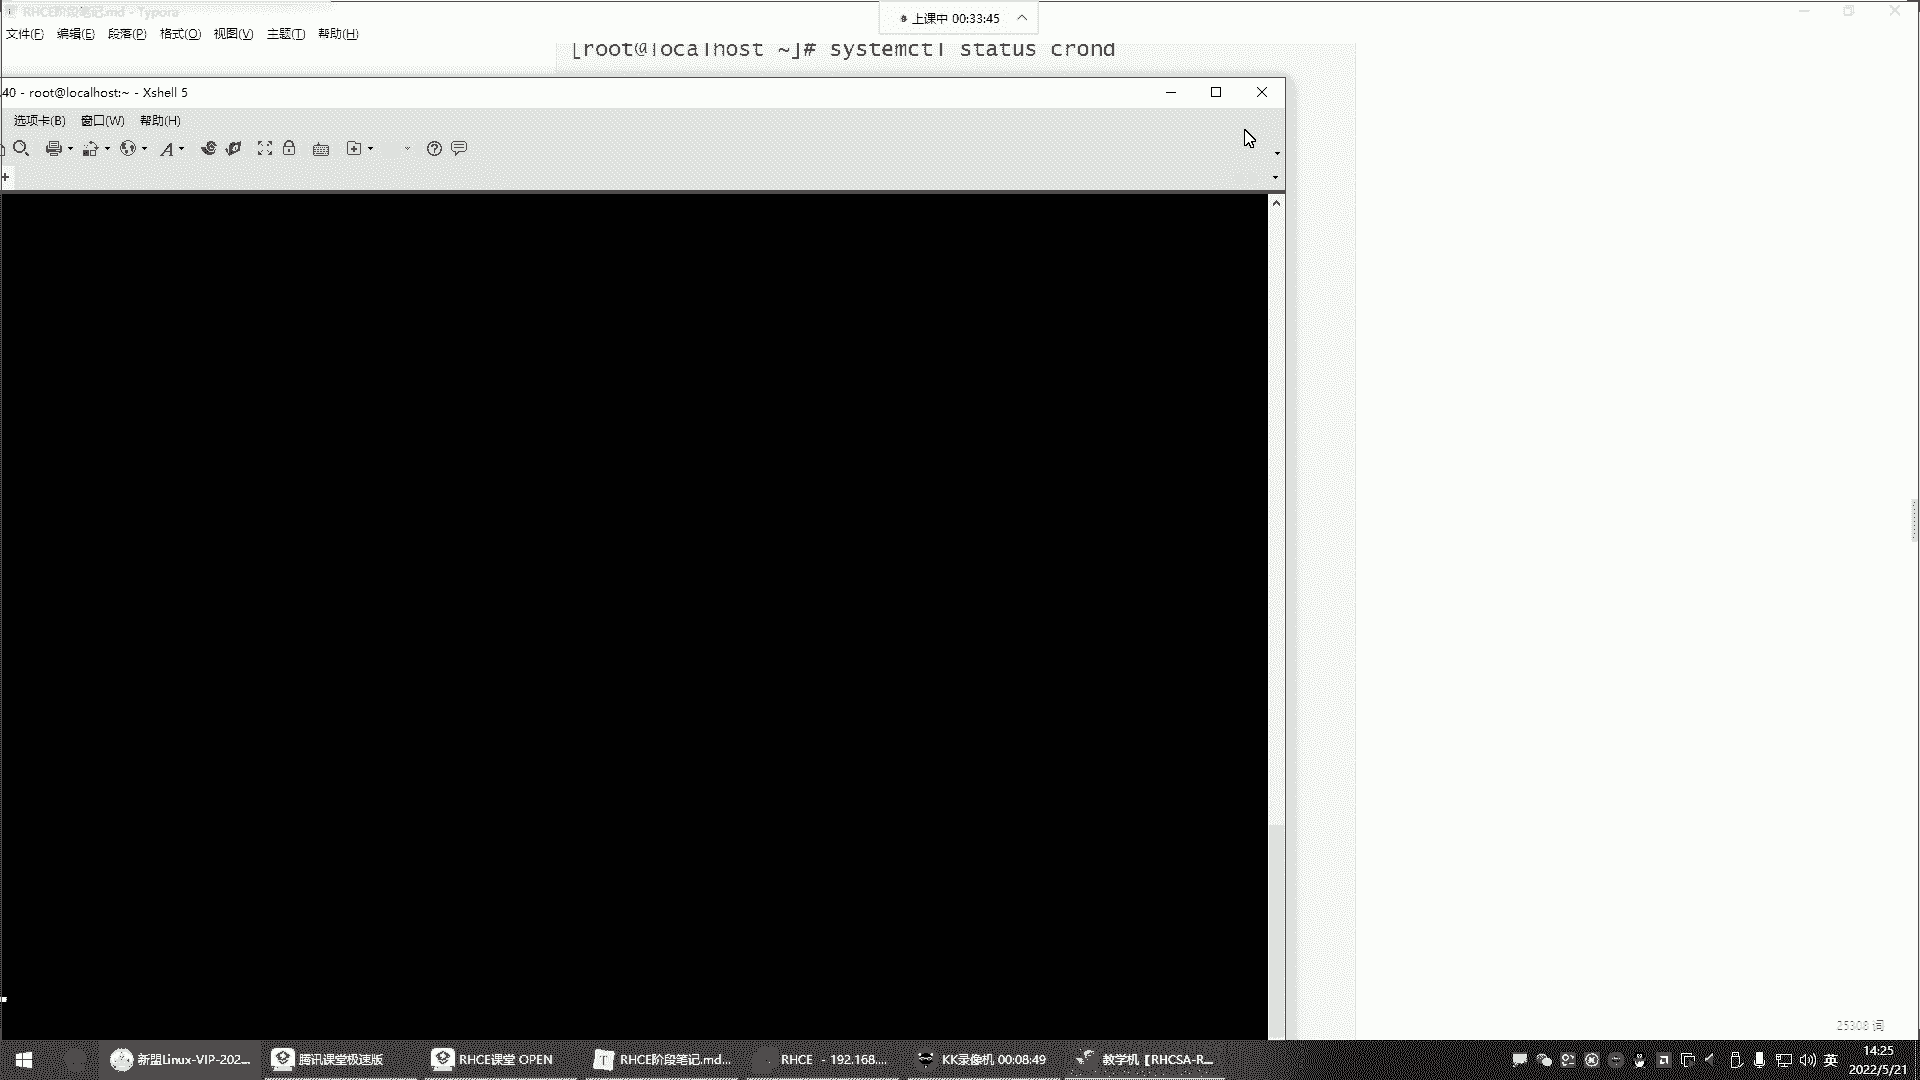 RHCE阶段笔记.md - Typora
上课中 00:33:45
文件(F) 编辑(E) 段落(P) 格式(O) 视图(V) 主题(T) 帮助(H)
[root@localhost ~]# systemctl status crond
40 - root@localhost:~ - Xshell 5
选项卡(B) 窗口(W) 帮助(H)
25308 词
新盟Linux-VIP-202... 腾讯课堂极速版 RHCE课堂 OPEN RHCE阶段笔记.md... RHCE - 192.168.... KK录像机 00:08:49 教学机【RHCSA-R... 英 14:25
2022/5/21